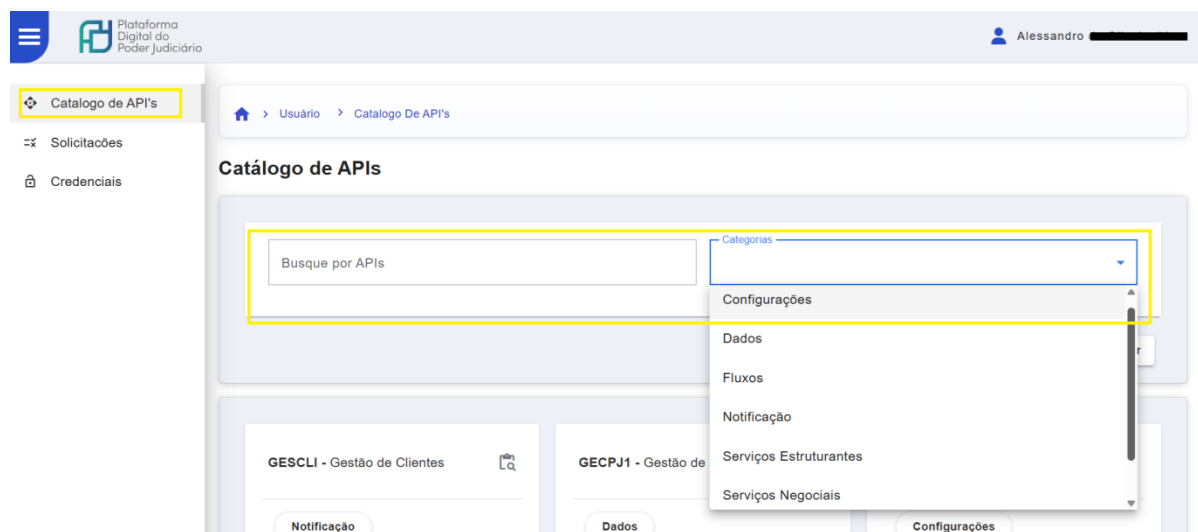 Plataforma
Digital do
Poder Judiciário
Alessandro
Catalogo de API's
Solicitacões
Credenciais
Usuário > Catalogo De API's
Catálogo de APIs
Busque por APIs
Categorias
Configurações
Dados
Fluxos
Notificação
Serviços Estruturantes
Serviços Negociais
GESCLI - Gestão de Clientes
GECPJ1 - Gestão de
Notificação
Dados
Configurações